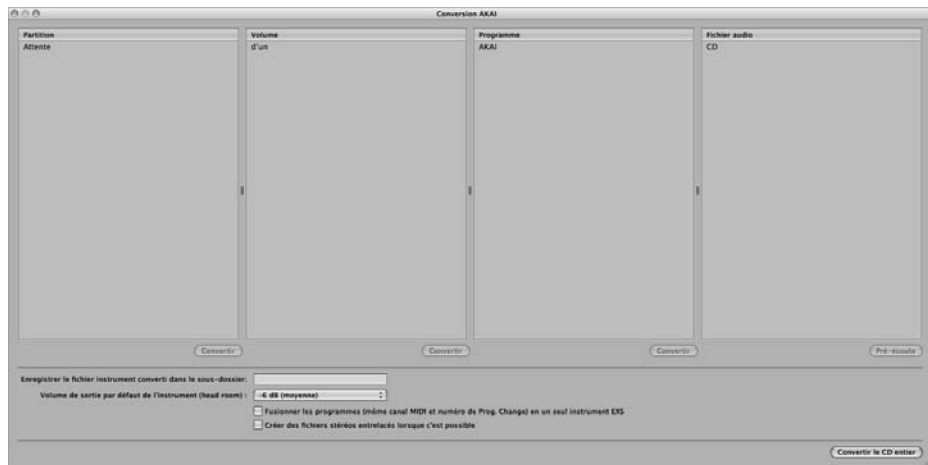 Conversion AKAI
Partition Volume Programme Fichier audio
Attente d'un AKAI CD
Convertir Convertir Convertir Pré-écoute
Enregistrer le fichier instrument converti dans le sous-dossier:
Volume de sortie par défaut de l'instrument (head room) : -6 dB (moyenne)
Fusionner les programmes (même canal MIDI et numéro de Prog. Change) en un seul instrument EXS
Créer des fichiers stéréos entrelacés lorsque c'est possible
Convertir le CD entier